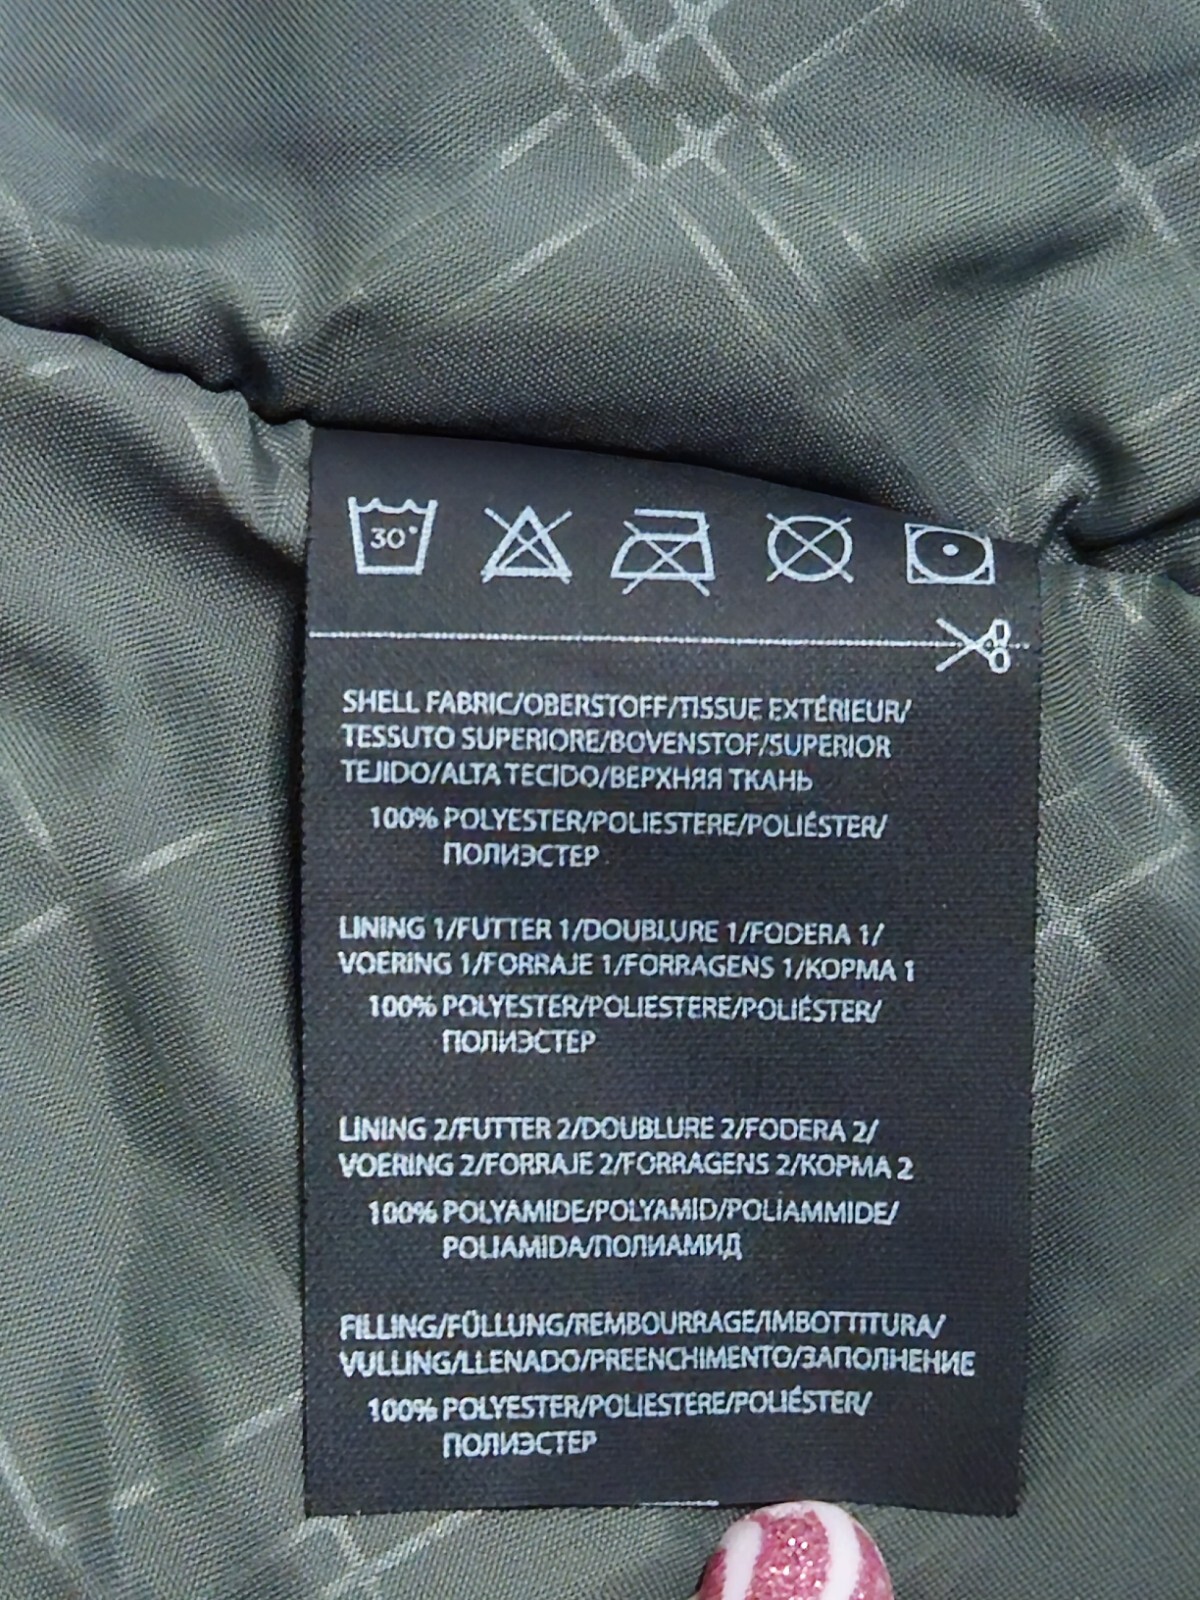 30°
SHELL FABRIC/OBERSTOFF/TISSUE EXTÉRIEUR/
TESSUTO SUPERIORE/BOVENSTOF/SUPERIOR
TEJIDO/ALTA TECIDO/ВЕРХНЯЯ ТКАНЬ
100% POLYESTER/POLIESTERE/POLIÉSTER/
ПОЛИЭСТЕР
LINING 1/FUTTER 1/DOUBLURE 1/FODERA 1/
VOERING 1/FORRAJE 1/FORRAGENS 1/КОРМА 1
100% POLYESTER/POLIESTERE/POLIÉSTER/
ПОЛИЭСТЕР
LINING 2/FUTTER 2/DOUBLURE 2/FODERA 2/
VOERING 2/FORRAJE 2/FORRAGENS 2/КОРМА 2
100% POLYAMIDE/POLYAMID/POLIAMMIDE/
POLIAMIDA/ПОЛИАМИД
FILLING/FÜLLUNG/REMBOURRAGE/IMBOTTITURA/
VULLING/LLENADO/PREENCHIMENTO/ЗАПОЛНЕНИЕ
100% POLYESTER/POLIESTERE/POLIÉSTER/
ПОЛИЭСТЕР